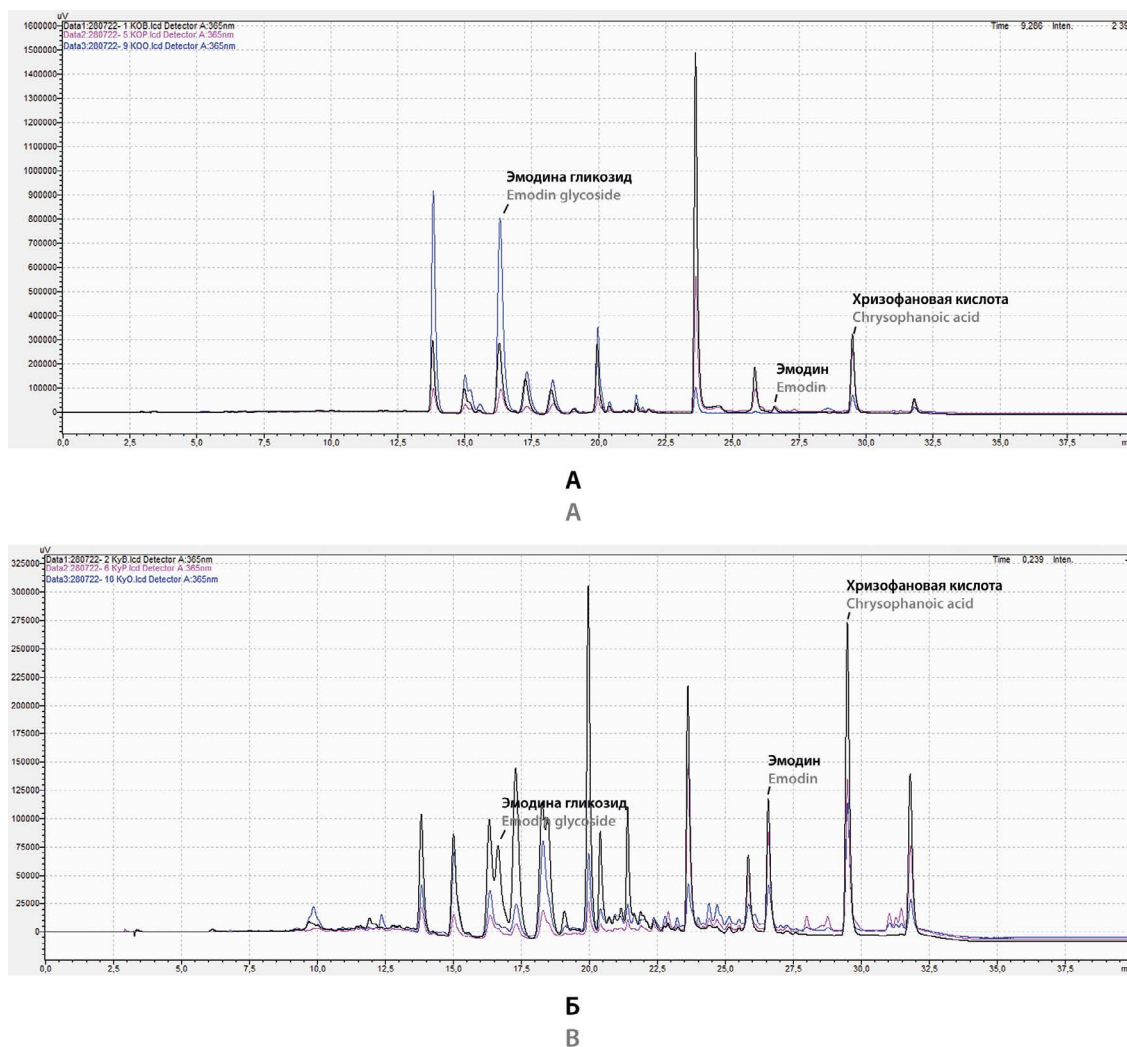 uV
Data1:280722- 1 KOB.lcd Detector A:365nm
Data2:280722- 5 KOP.lcd Detector A:365nm
Data3:280722- 9 KOO.lcd Detector A:365nm
Time 9,286 Inten. 2 39
1600000
1500000
1400000
1300000
1200000
1100000
1000000
900000
800000
700000
600000
500000
400000
300000
200000
100000
0
Эмодина гликозид
Emodin glycoside
Хризофановая кислота
Chrysophanoic acid
Эмодин
Emodin
0,0 2,5 5,0 7,5 10,0 12,5 15,0 17,5 20,0 22,5 25,0 27,5 30,0 32,5 35,0 37,5 m
А
A
uV
Data1:280722- 2 KyB.lcd Detector A:365nm
Data2:280722- 6 KyP.lcd Detector A:365nm
Data3:280722- 10 KyO.lcd Detector A:365nm
Time 0,239 Inten. -
325000
300000
275000
250000
225000
200000
175000
150000
125000
100000
75000
50000
25000
0
Хризофановая кислота
Chrysophanoic acid
Эмодин
Emodin
Эмодина гликозид
Emodin glycoside
0,0 2,5 5,0 7,5 10,0 12,5 15,0 17,5 20,0 22,5 25,0 27,5 30,0 32,5 35,0 37,5 m
Б
B